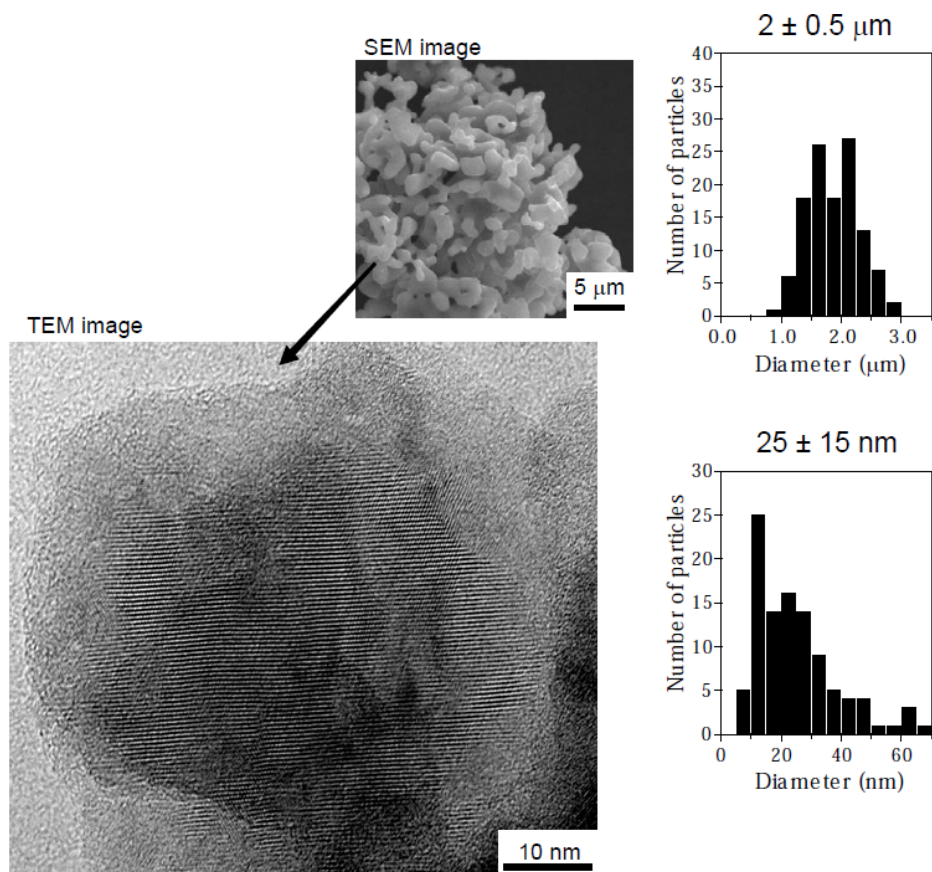 SEM image
5 μm
TEM image
10 nm
2 ± 0.5 μm
Number of particles
40
35
30
25
20
15
10
5
0
0.0 1.0 2.0 3.0
Diameter (μm)
25 ± 15 nm
Number of particles
30
25
20
15
10
5
0
0 20 40 60
Diameter (nm)